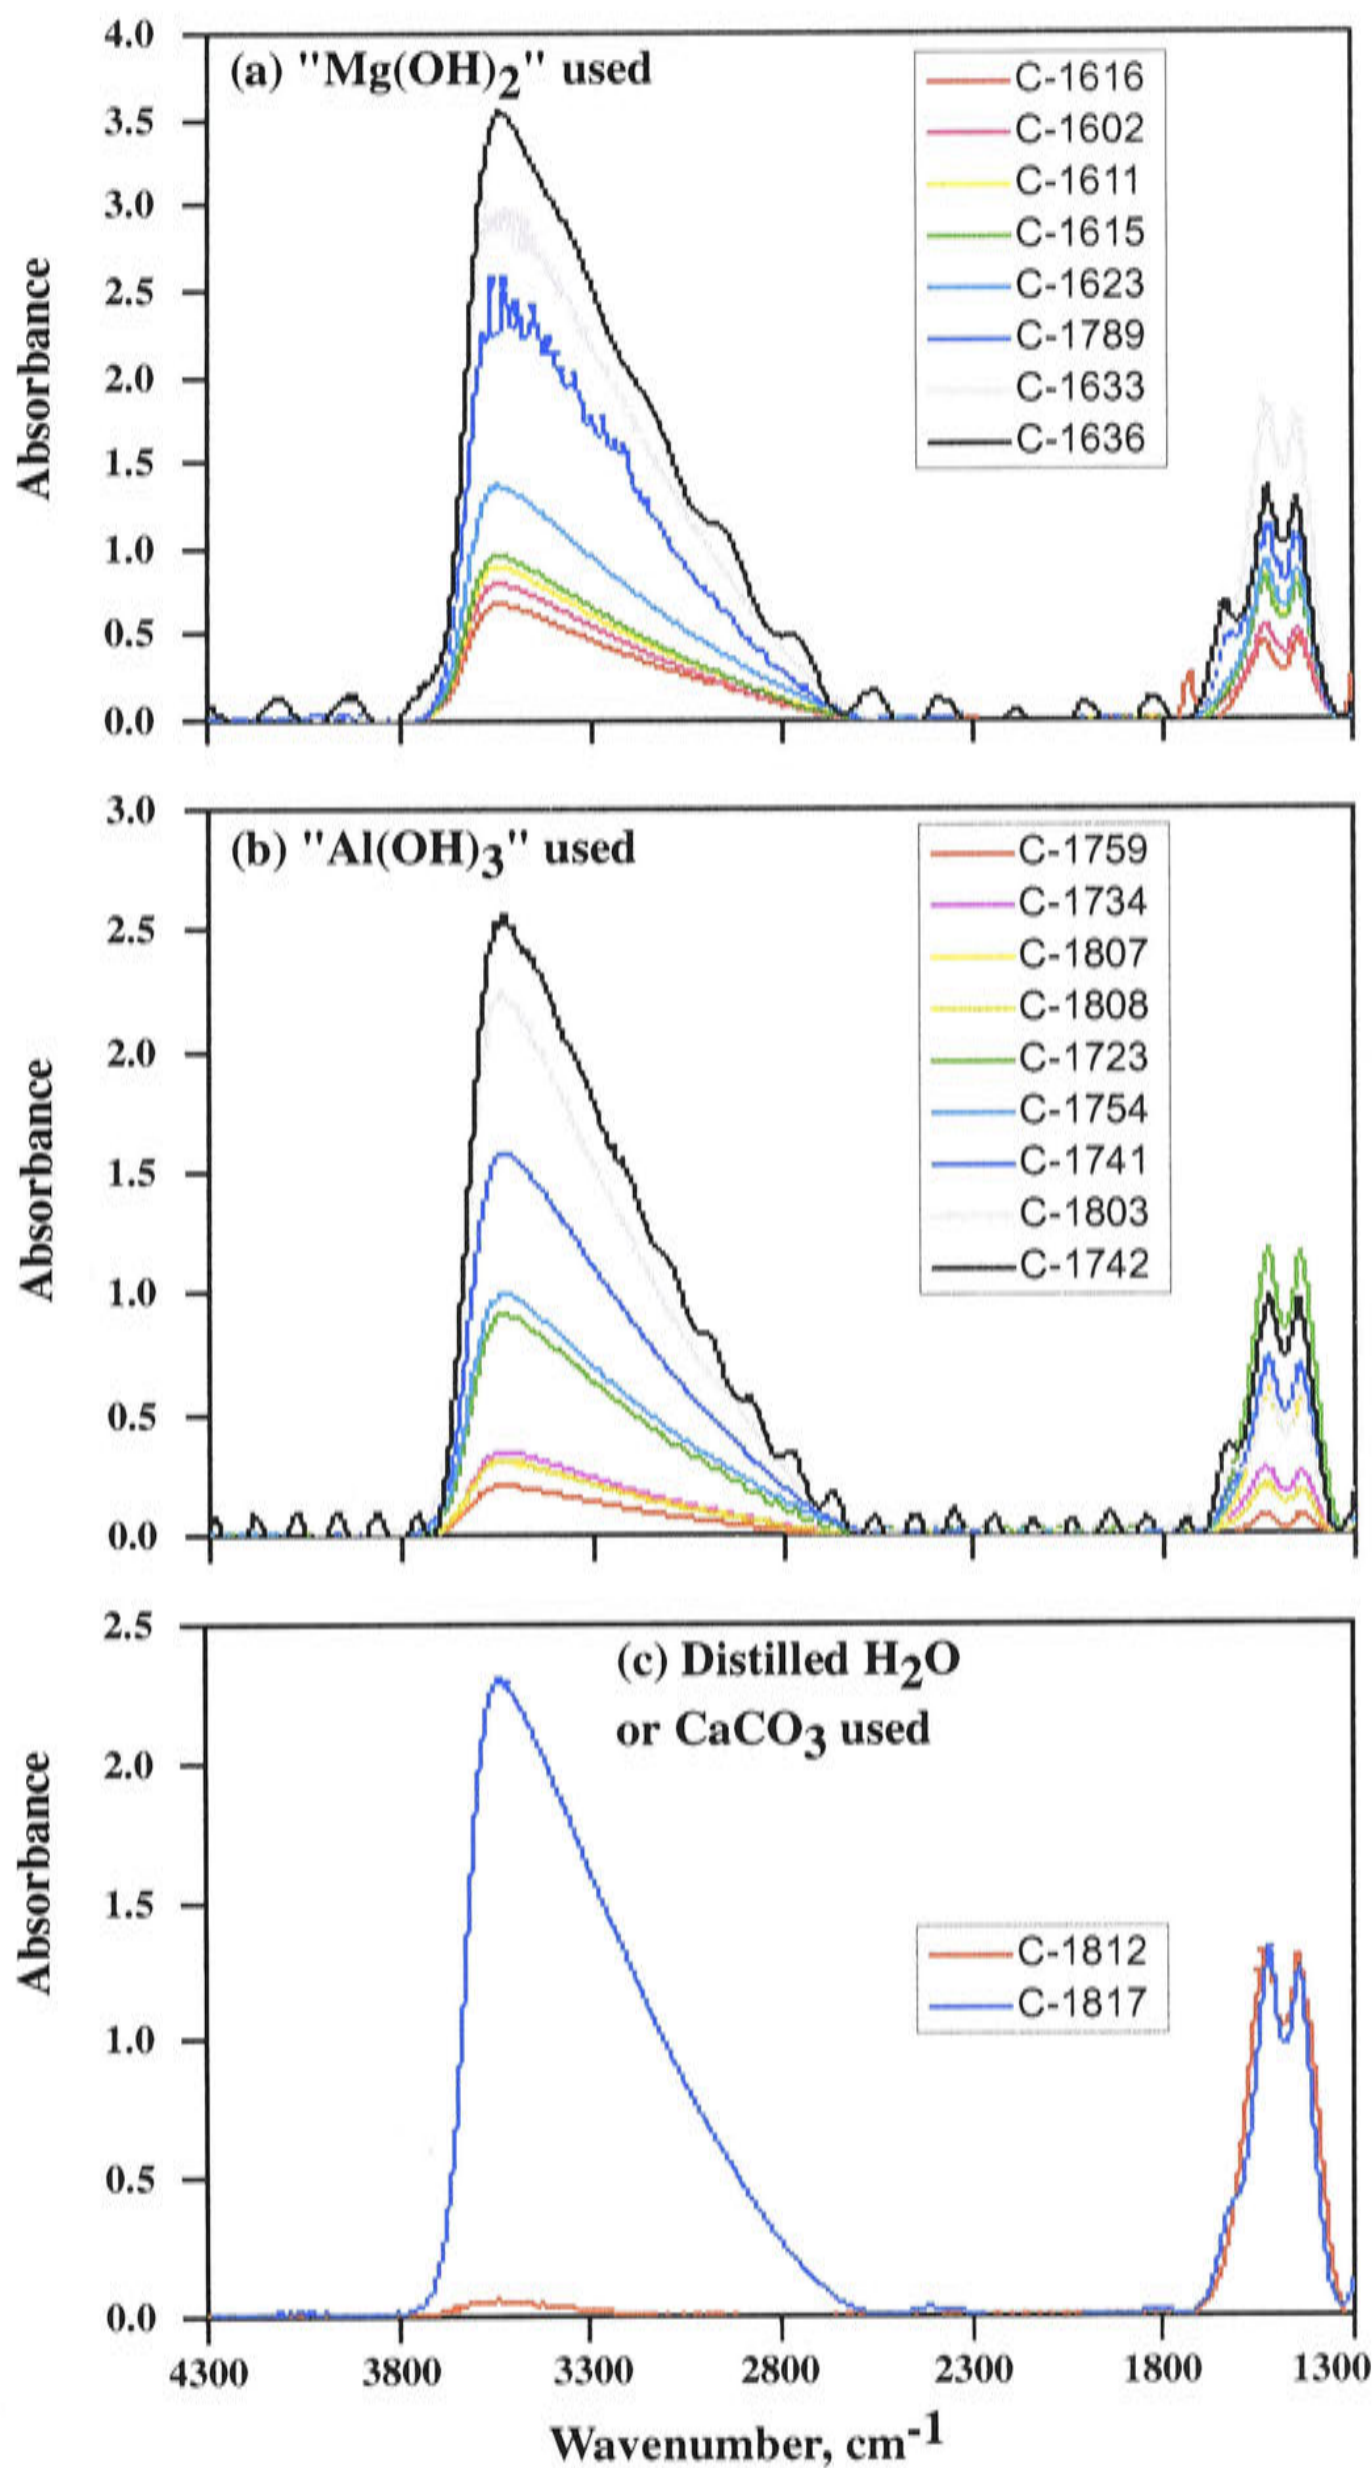 (a) "Mg(OH)2" used
Absorbance
4.0
3.5
3.0
2.5
2.0
1.5
1.0
0.5
0.0
C-1616
C-1602
C-1611
C-1615
C-1623
C-1789
C-1633
C-1636
(b) "Al(OH)3" used
Absorbance
3.0
2.5
2.0
1.5
1.0
0.5
0.0
C-1759
C-1734
C-1807
C-1808
C-1723
C-1754
C-1741
C-1803
C-1742
(c) Distilled H2O
or CaCO3 used
Absorbance
2.5
2.0
1.5
1.0
0.5
0.0
C-1812
C-1817
4300 3800 3300 2800 2300 1800 1300
Wavenumber, cm-1